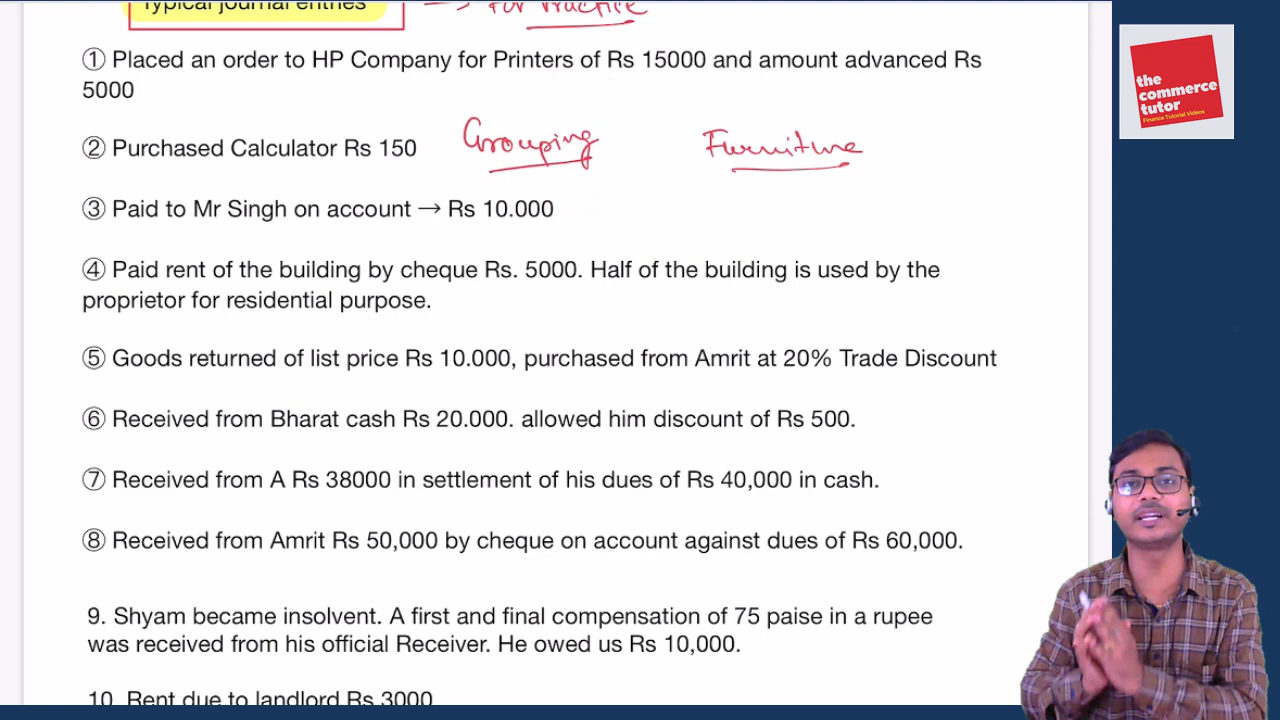 Typical journal entries → For Practice
① Placed an order to HP Company for Printers of Rs 15000 and amount advanced Rs
5000
② Purchased Calculator Rs 150 Grouping Furniture
③ Paid to Mr Singh on account → Rs 10.000
④ Paid rent of the building by cheque Rs. 5000. Half of the building is used by the
proprietor for residential purpose.
⑤ Goods returned of list price Rs 10.000, purchased from Amrit at 20% Trade Discount
⑥ Received from Bharat cash Rs 20.000. allowed him discount of Rs 500.
⑦ Received from A Rs 38000 in settlement of his dues of Rs 40,000 in cash.
⑧ Received from Amrit Rs 50,000 by cheque on account against dues of Rs 60,000.
9. Shyam became insolvent. A first and final compensation of 75 paise in a rupee
was received from his official Receiver. He owed us Rs 10,000.
10. Rent due to landlord Rs 3000
the
commerce
tutor
Finance Tutorial Videos